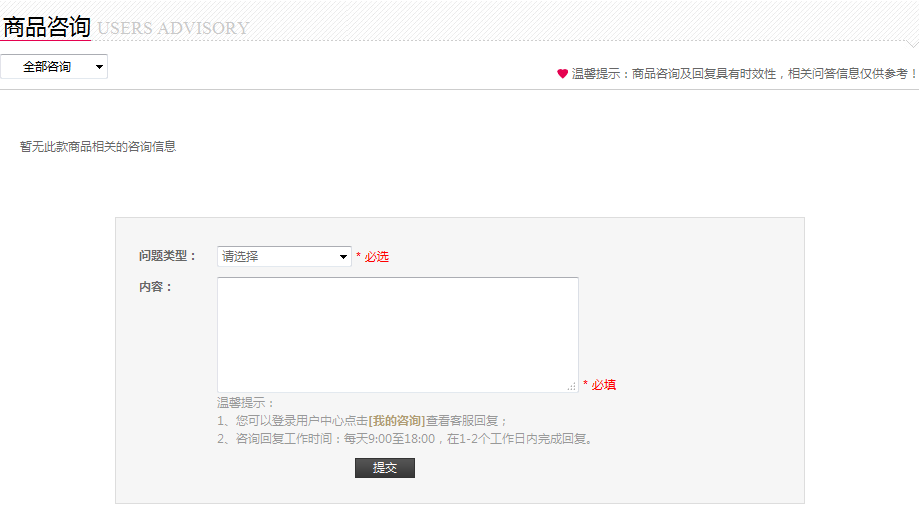 商品咨询 USERS ADVISORY
全部咨询
温馨提示：商品咨询及回复具有时效性，相关问答信息仅供参考！
暂无此款商品相关的咨询信息
问题类型： 请选择 * 必选
内容：
* 必填
温馨提示：
1、您可以登录用户中心点击[我的咨询]查看客服回复；
2、咨询回复工作时间：每天9:00至18:00，在1-2个工作日内完成回复。
提交